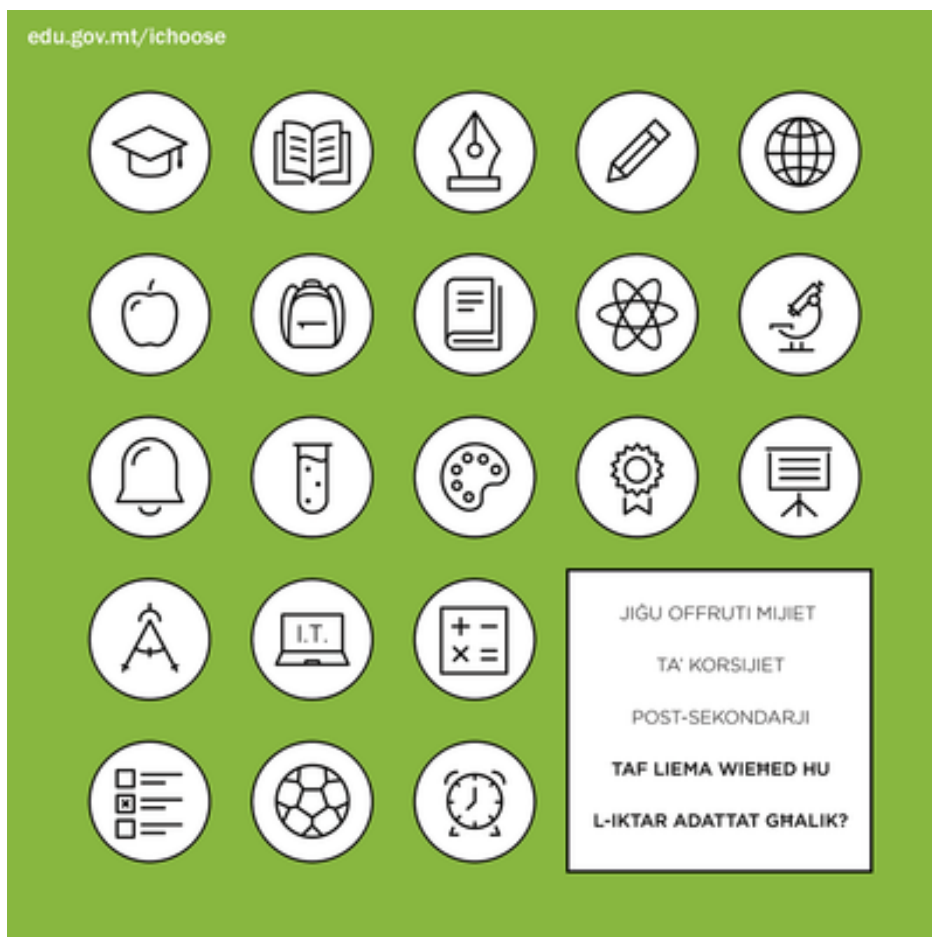 edu.gov.mt/ichoose
I.T.
+ −
× =
JIĠU OFFRUTI MIJIET
TA' KORSIJIET
POST-SEKONDARJI
TAF LIEMA WIEĦED HU
L-IKTAR ADATTAT GĦALIK?